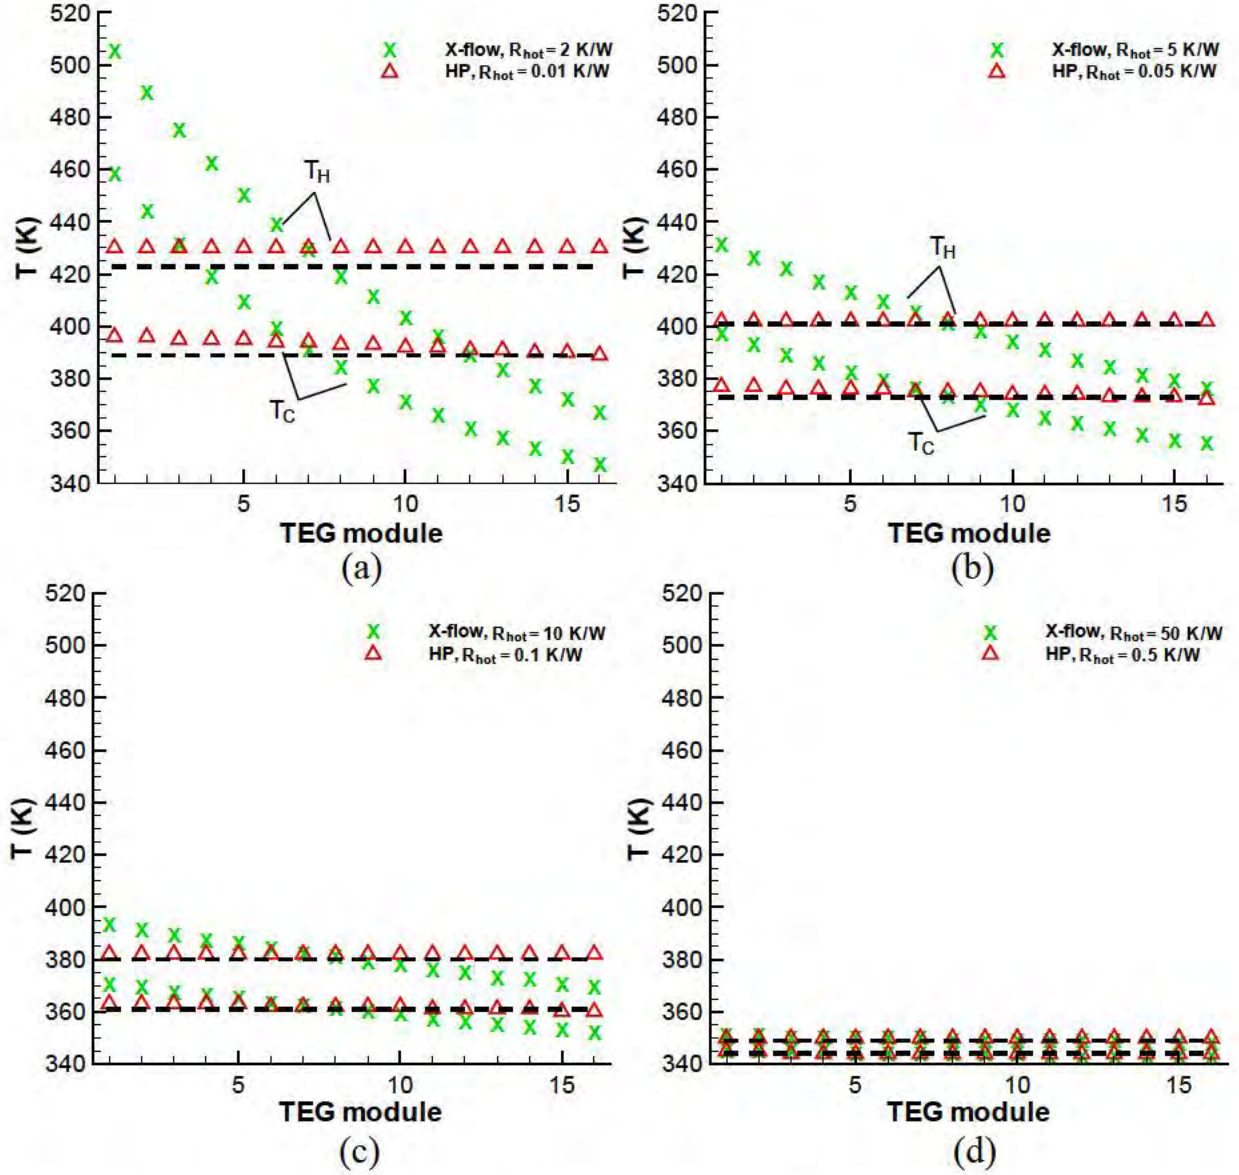 520
500
480
460
440
420
400
380
360
340
T (K)
X-flow, Rhot = 2 K/W
HP, Rhot = 0.01 K/W
TH
TC
5
10
15
TEG module
(a)
520
500
480
460
440
420
400
380
360
340
T (K)
X-flow, Rhot = 5 K/W
HP, Rhot = 0.05 K/W
TH
TC
5
10
15
TEG module
(b)
520
500
480
460
440
420
400
380
360
340
T (K)
X-flow, Rhot = 10 K/W
HP, Rhot = 0.1 K/W
5
10
15
TEG module
(c)
520
500
480
460
440
420
400
380
360
340
T (K)
X-flow, Rhot = 50 K/W
HP, Rhot = 0.5 K/W
5
10
15
TEG module
(d)